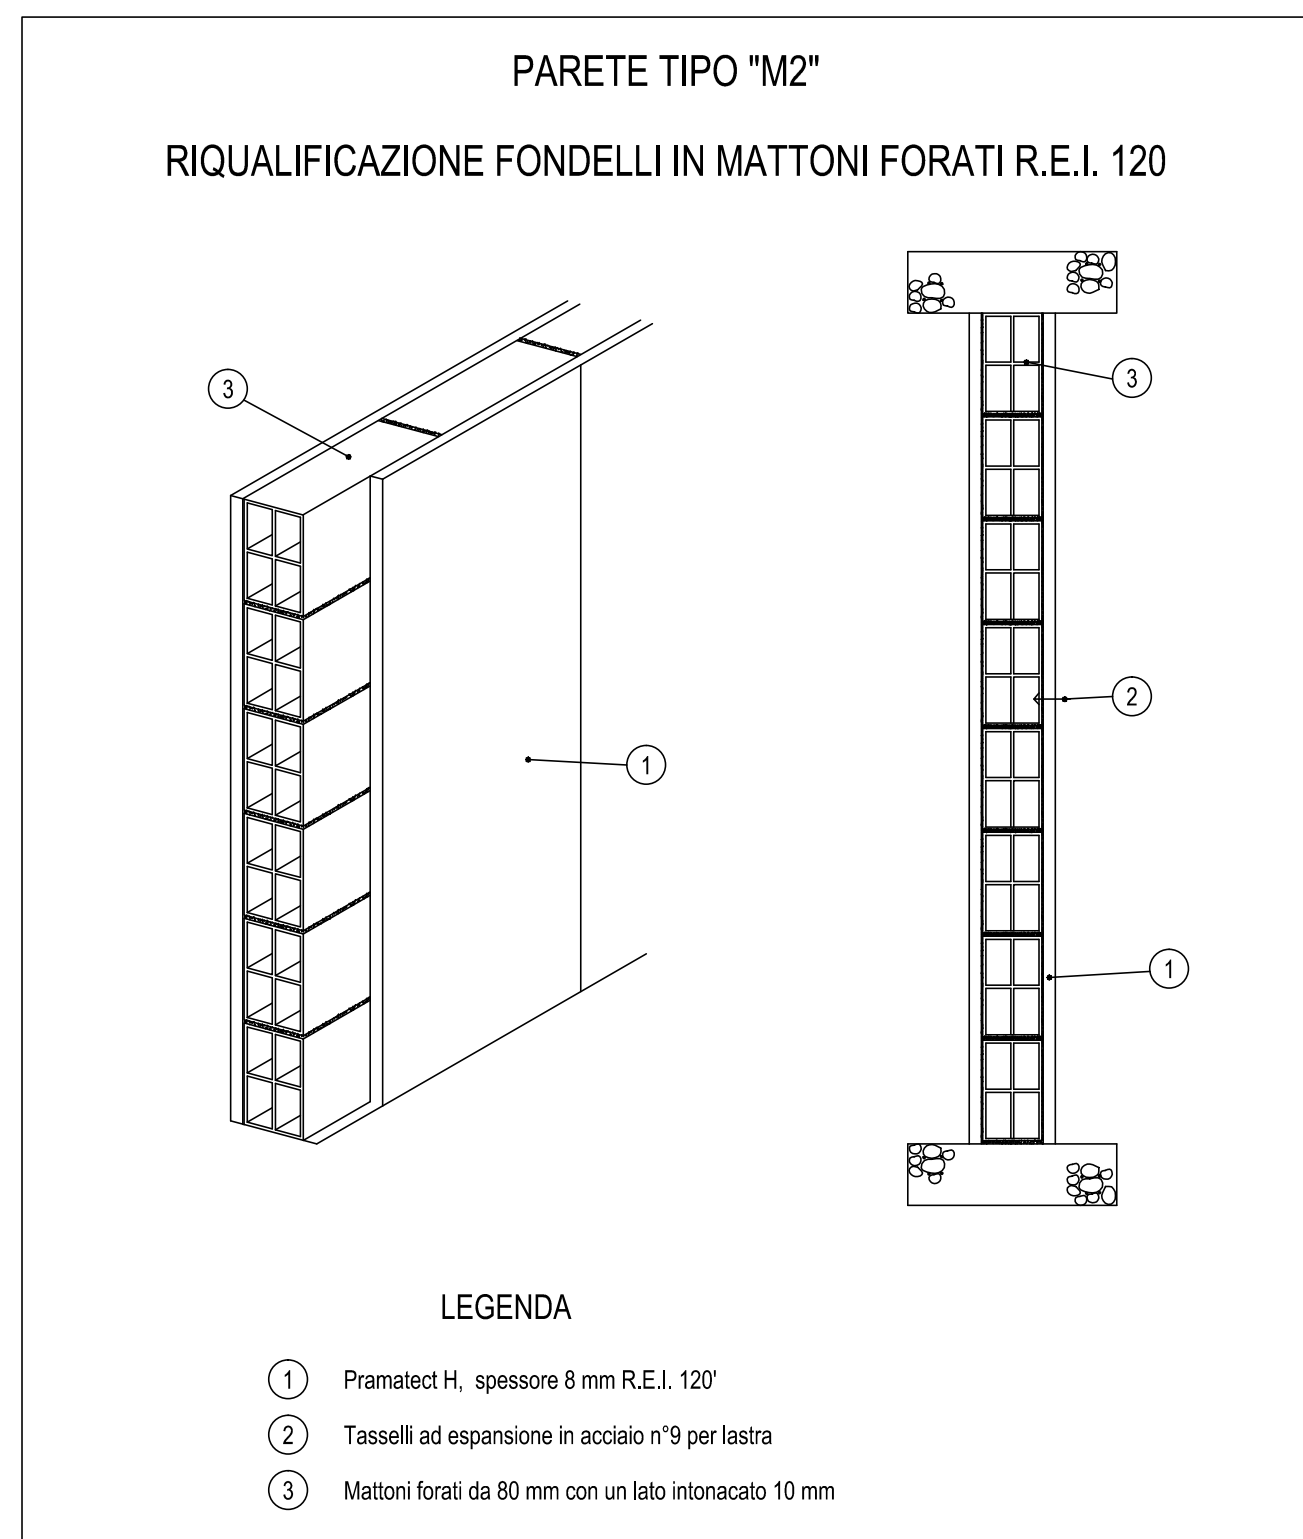 PARETE TIPO "M2"
RIQUALIFICAZIONE FONDELLI IN MATTONI FORATI R.E.I. 120
3
1
3
2
1
LEGENDA
1 Pramatect H, spessore 8 mm R.E.I. 120'
2 Tasselli ad espansione in acciaio n°9 per lastra
3 Mattoni forati da 80 mm con un lato intonacato 10 mm